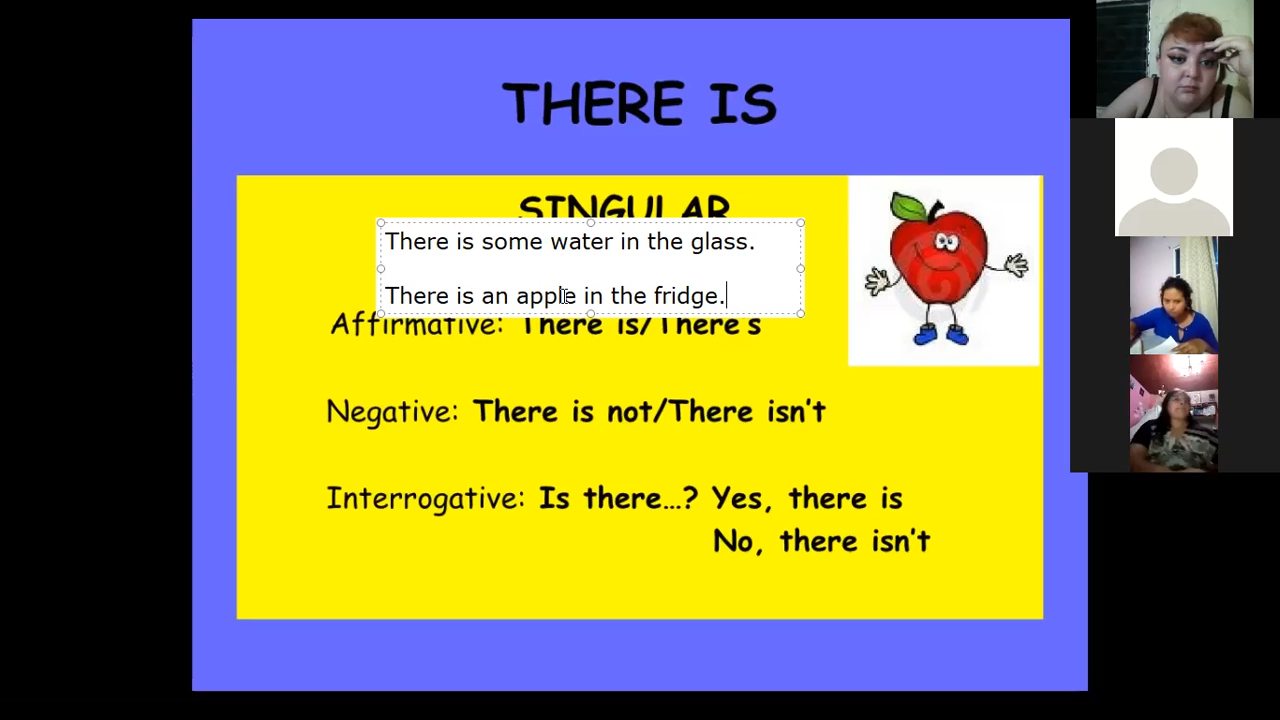 THERE IS
SINGULAR
There is some water in the glass.
There is an apple in the fridge.
Affirmative: There is/There's
Negative: There is not/There isn't
Interrogative: Is there…? Yes, there is
No, there isn't